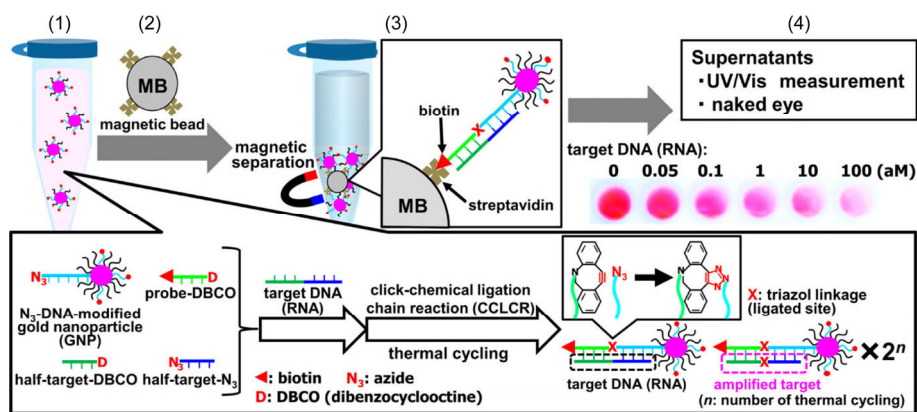 (1)
(2)
(3)
(4)
MB
magnetic bead
magnetic
separation
biotin
X
MB
streptavidin
Supernatants
・UV/Vis measurement
・naked eye
target DNA (RNA):
0 0.05 0.1 1 10 100 (aM)
N₃
N₃-DNA-modified
gold nanoparticle
(GNP)
D
probe-DBCO
D
half-target-DBCO
N₃
half-target-N₃
target DNA
(RNA)
click-chemical ligation
chain reaction (CCLCR)
thermal cycling
: biotin
N₃: azide
D: DBCO (dibenzocyclooctine)
N
N₃
N
N
N
N
X: triazol linkage
(ligated site)
X
target DNA (RNA)
X
X
amplified target
×2ⁿ
(n: number of thermal cycling)